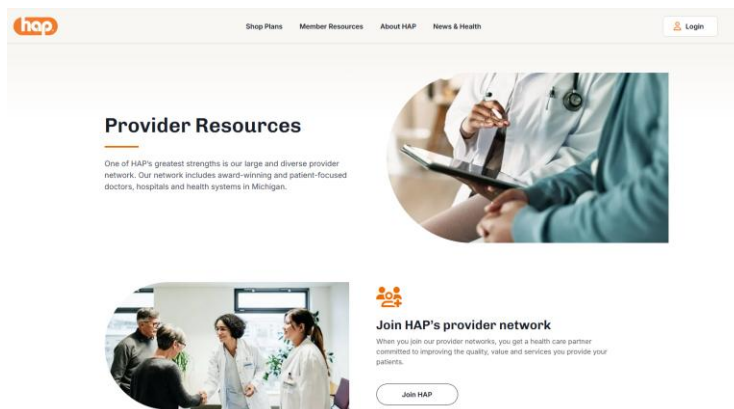 hap
Shop Plans
Member Resources
About HAP
News & Health
Login
Provider Resources
One of HAP's greatest strengths is our large and diverse provider
network. Our network includes award-winning and patient-focused
doctors, hospitals and health systems in Michigan.
Join HAP's provider network
When you join our provider networks, you get a health care partner
committed to improving the quality, value and services you provide your
patients.
Join HAP